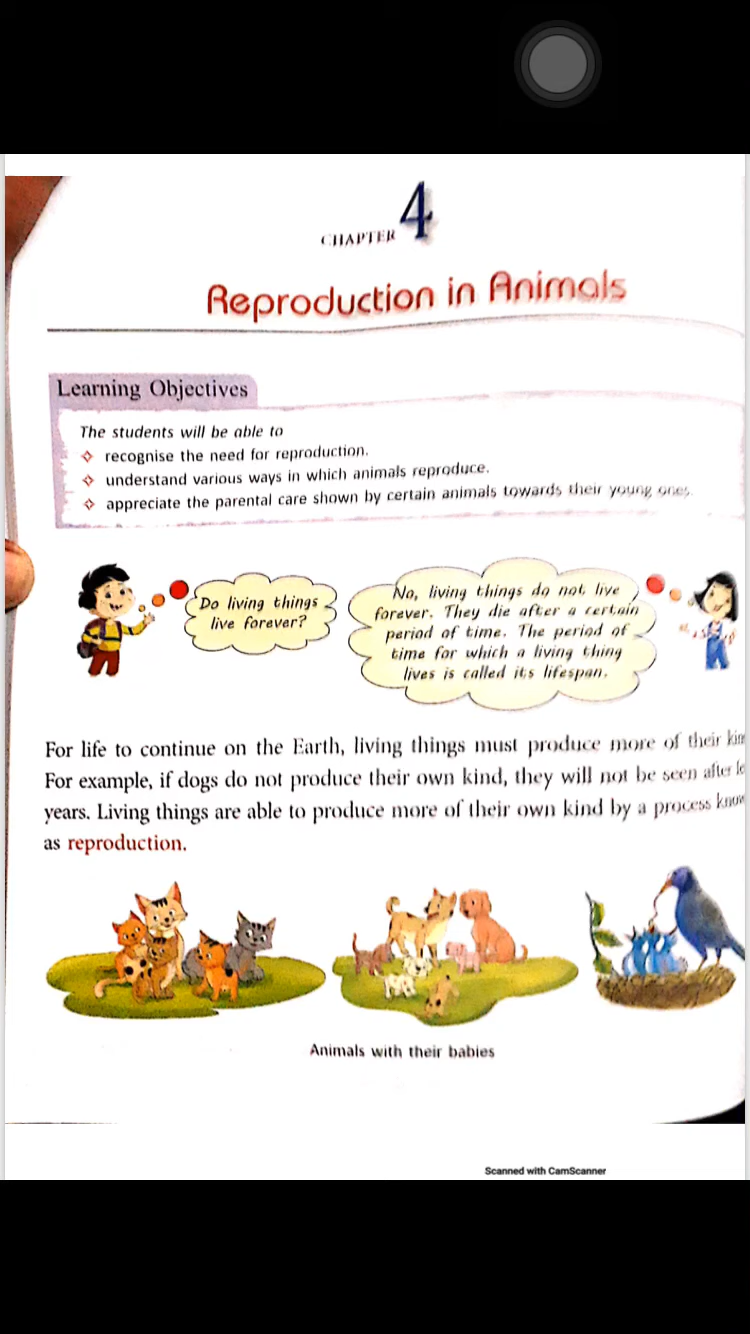 CHAPTER 4
Reproduction in Animals
Learning Objectives
The students will be able to
❖ recognise the need for reproduction.
❖ understand various ways in which animals reproduce.
❖ appreciate the parental care shown by certain animals towards their young ones.
Do living things
live forever?
No, living things do not live
forever. They die after a certain
period of time. The period of
time for which a living thing
lives is called its lifespan.
For life to continue on the Earth, living things must produce more of their
For example, if dogs do not produce their own kind, they will not be seen after
years. Living things are able to produce more of their own kind by a process
as reproduction.
Animals with their babies
Scanned with CamScanner